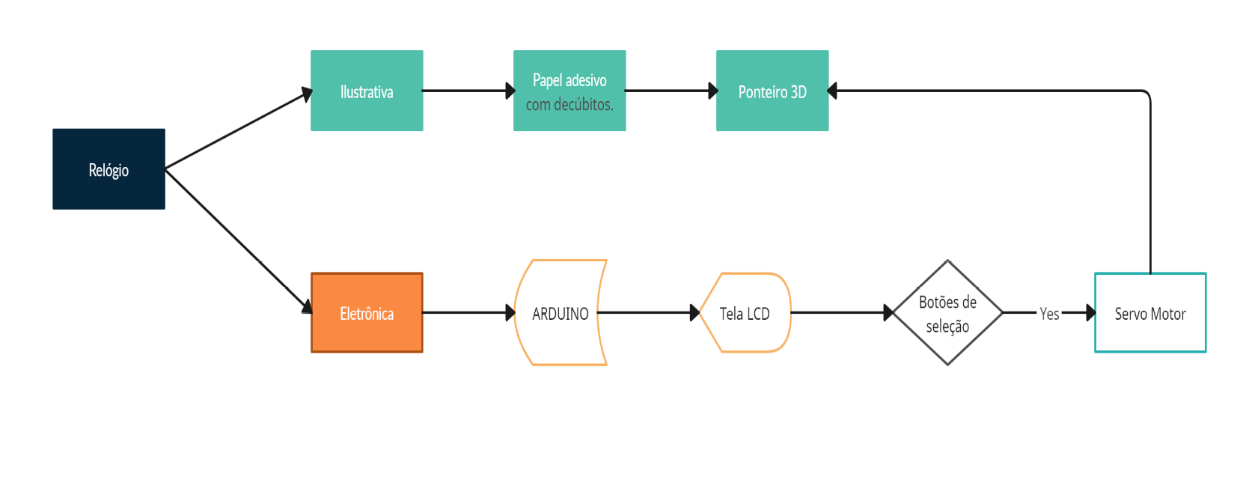 Relógio
Ilustrativa
Papel adesivo
com decúbitos.
Ponteiro 3D
Eletrônica
ARDUINO
Tela LCD
Botões de
seleção
Yes
Servo Motor